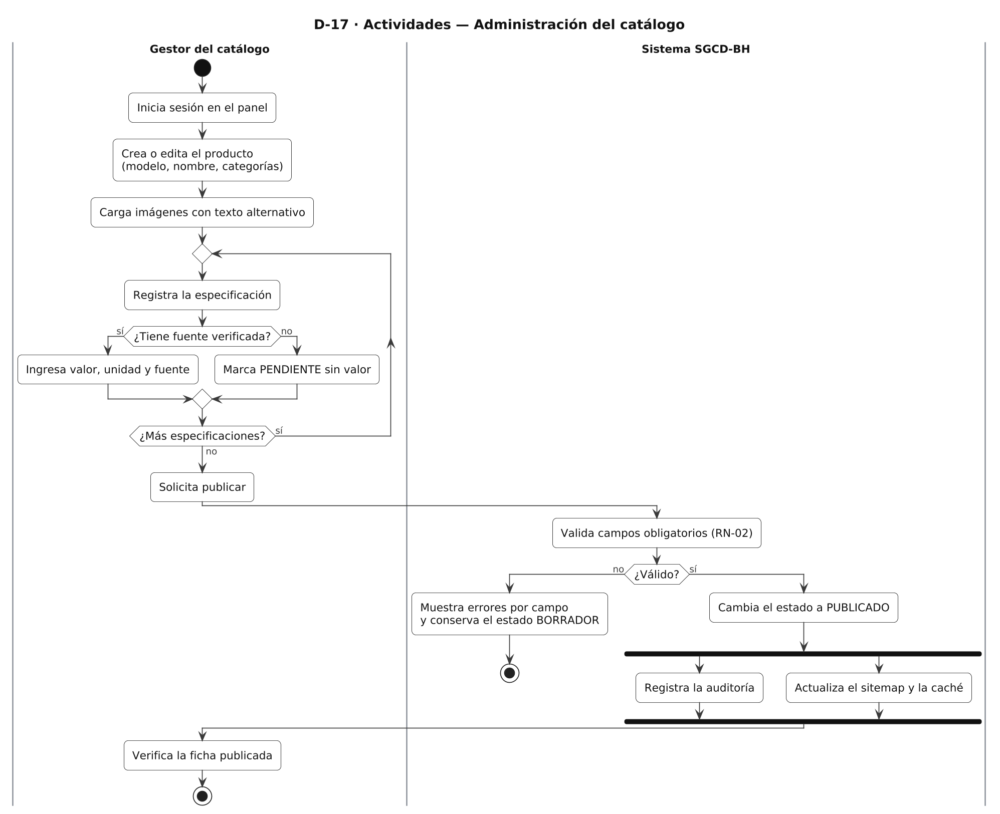 D-17 · Actividades — Administración del catálogo
Gestor del catálogo
Sistema SGCD-BH
Inicia sesión en el panel
Crea o edita el producto
(modelo, nombre, categorías)
Carga imágenes con texto alternativo
Registra la especificación
sí
¿Tiene fuente verificada?
no
Ingresa valor, unidad y fuente
Marca PENDIENTE sin valor
¿Más especificaciones?
sí
no
Solicita publicar
Valida campos obligatorios (RN-02)
no
¿Válido?
sí
Muestra errores por campo
y conserva el estado BORRADOR
Cambia el estado a PUBLICADO
Registra la auditoría
Actualiza el sitemap y la caché
Verifica la ficha publicada